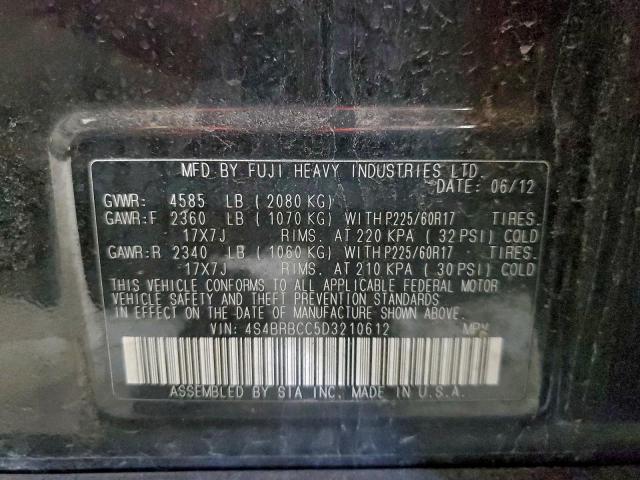 MFD. BY FUJI HEAVY INDUSTRIES LTD.
DATE: 06/12
GVWR: 4585 LB ( 2080 KG)
GAWR:F 2360 LB ( 1070 KG) WITH P225/60R17 TIRES.
17X7J RIMS. AT 220 KPA ( 32 PSI) COLD
GAWR:R 2340 LB ( 1060 KG) WITH P225/60R17 TIRES.
17X7J RIMS. AT 210 KPA ( 30 PSI) COLD
THIS VEHICLE CONFORMS TO ALL APPLICABLE FEDERAL MOTOR
VEHICLE SAFETY AND THEFT PREVENTION STANDARDS
IN EFFECT ON THE DATE OF MANUFACTURE SHOWN ABOVE.
VIN: 4S4BRBCC5D3210612 MPV
ASSEMBLED BY SIA INC. MADE IN U.S.A.